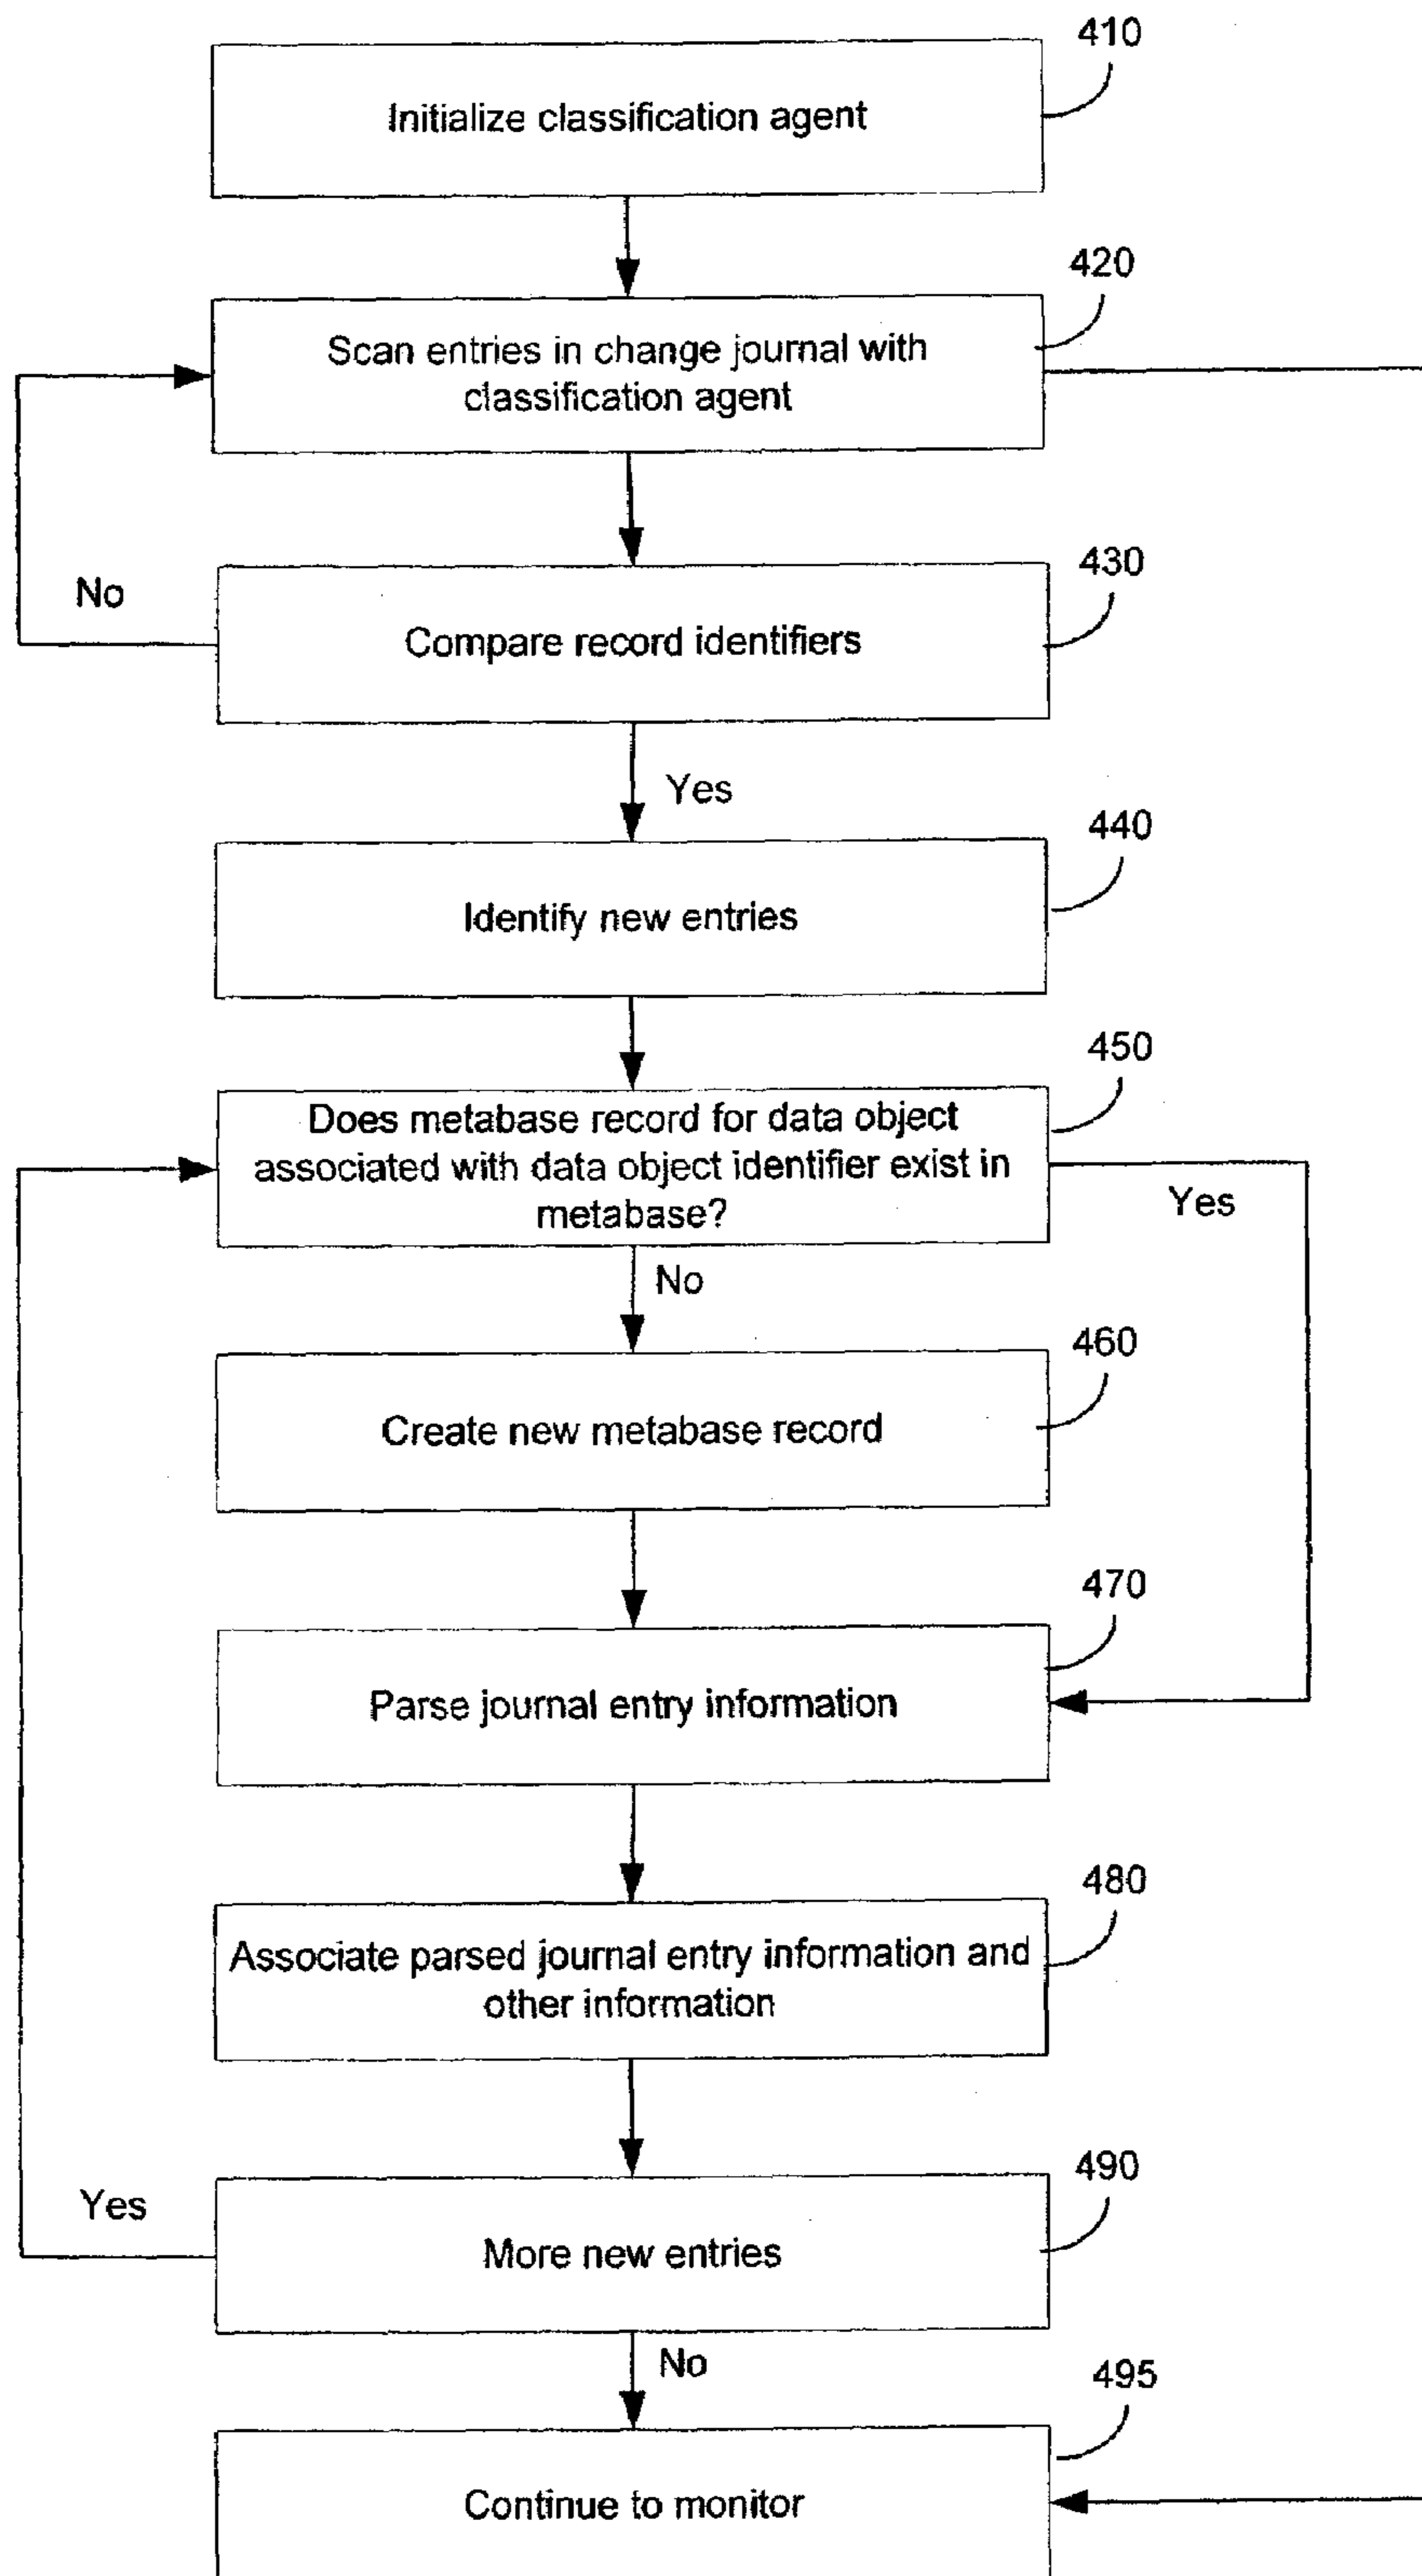 410
Initialize classification agent
420
Scan entries in change journal with
classification agent
430
No
Compare record identifiers
Yes
440
Identify new entries
450
Does metabase record for data object
associated with data object identifier exist in
metabase?
Yes
No
460
Create new metabase record
470
Parse journal entry information
480
Associate parsed journal entry information and
other information
490
Yes
More new entries
No
495
Continue to monitor